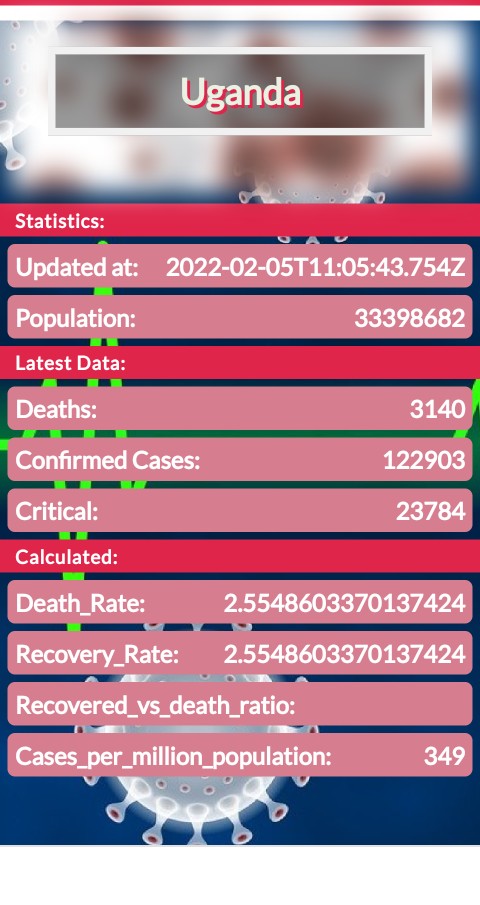 Uganda
Statistics:
Updated at: 2022-02-05T11:05:43.754Z
Population: 33398682
Latest Data:
Deaths: 3140
Confirmed Cases: 122903
Critical: 23784
Calculated:
Death_Rate: 2.5548603370137424
Recovery_Rate: 2.5548603370137424
Recovered_vs_death_ratio:
Cases_per_million_population: 349